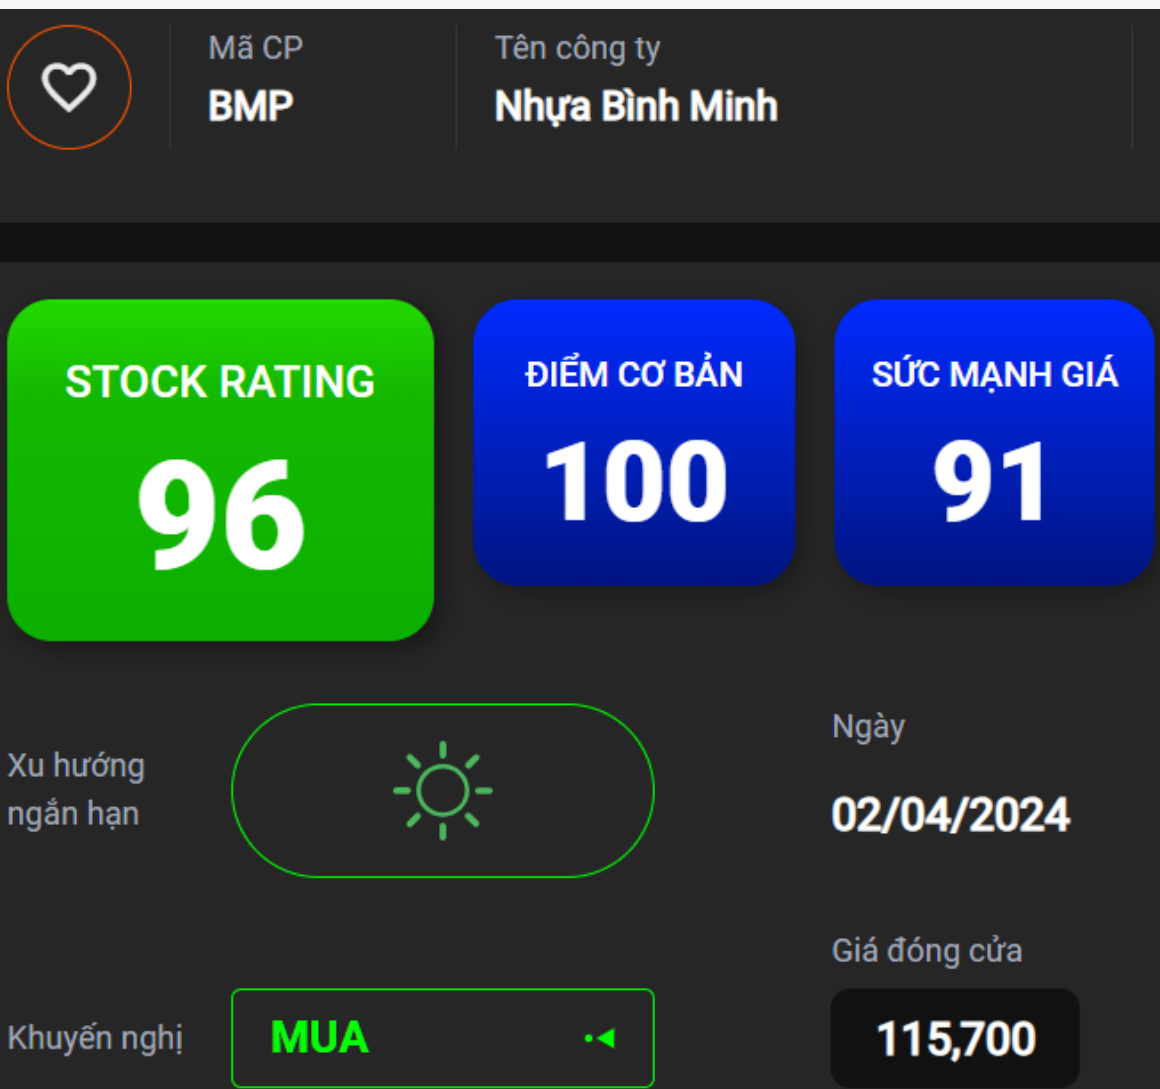 Mã CP
BMP
Tên công ty
Nhựa Bình Minh
STOCK RATING
96
ĐIỂM CƠ BẢN
100
SỨC MẠNH GIÁ
91
Xu hướng
ngắn hạn
Ngày
02/04/2024
Khuyến nghị
MUA
Giá đóng cửa
115,700